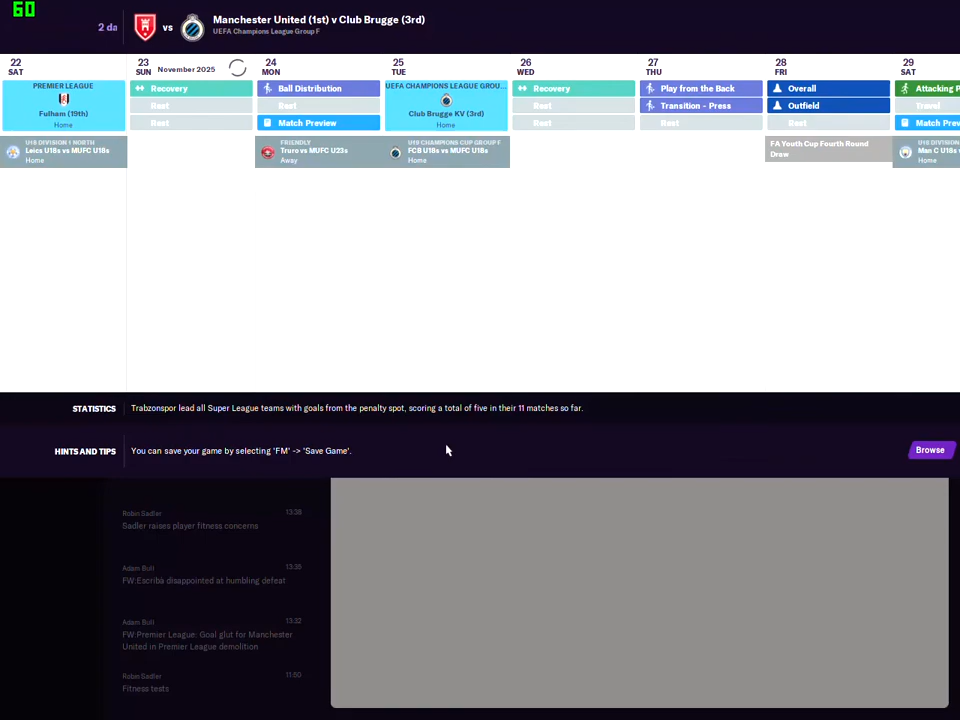 60
2 da
vs
Manchester United (1st) v Club Brugge (3rd)
UEFA Champions League Group F
22
SAT
23
SUN November 2025
24
MON
25
TUE
26
WED
27
THU
28
FRI
29
SAT
PREMIER LEAGUE
Fulham (19th)
Home
Recovery
Rest
Rest
Ball Distribution
Rest
Match Preview
UEFA CHAMPIONS LEAGUE GROU...
Club Brugge KV (3rd)
Home
Recovery
Rest
Rest
Play from the Back
Transition - Press
Rest
Overall
Outfield
Rest
Attacking P
Travel
Match Prev
U18 DIVISION 1 NORTH
Leics U18s vs MUFC U18s
Home
FRIENDLY
Truro vs MUFC U23s
Away
U19 CHAMPIONS CUP GROUP F
FCB U18s vs MUFC U18s
Home
FA Youth Cup Fourth Round
Draw
U18 DIVISION
Man C U18s v
Home
STATISTICS
Trabzonspor lead all Super League teams with goals from the penalty spot, scoring a total of five in their 11 matches so far.
HINTS AND TIPS
You can save your game by selecting 'FM' -> 'Save Game'.
Browse
Robin Sadler 13:38
Sadler raises player fitness concerns
Adam Bull 13:35
FW:Escribà disappointed at humbling defeat
Adam Bull 13:32
FW:Premier League: Goal glut for Manchester
United in Premier League demolition
Robin Sadler 11:50
Fitness tests